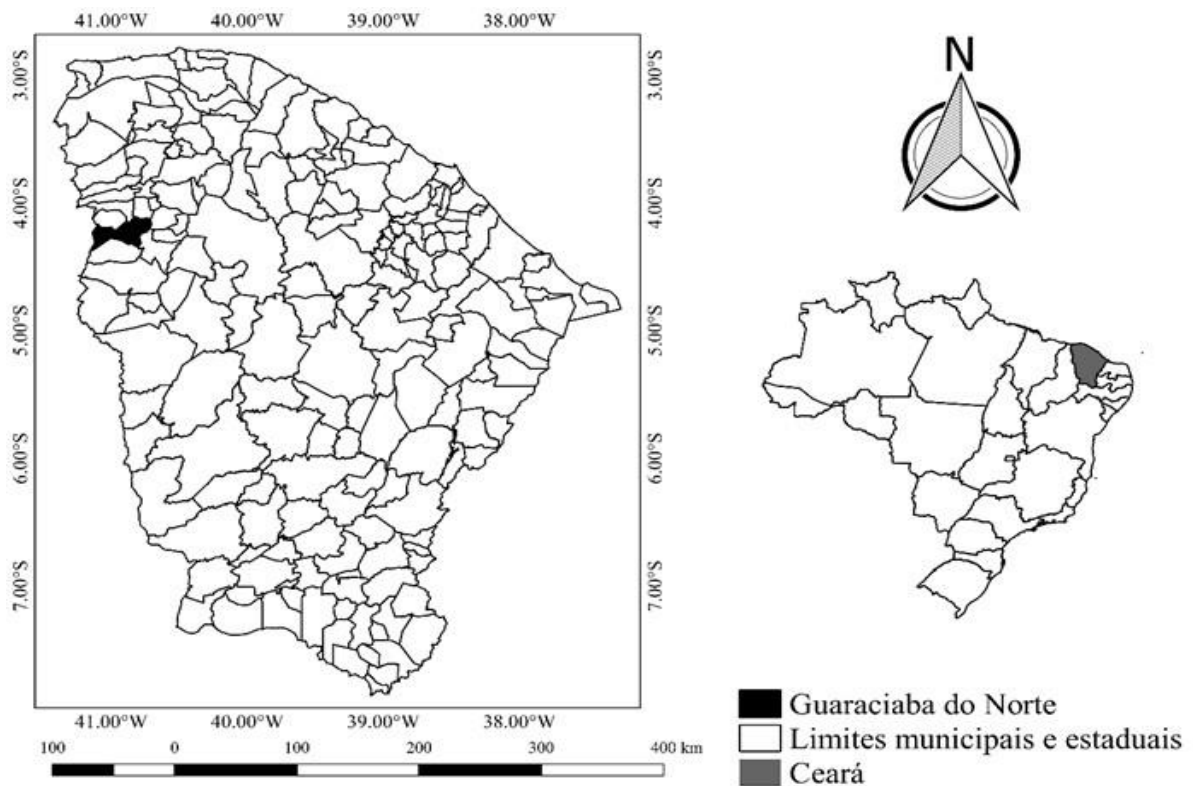 41.00°W 40.00°W 39.00°W 38.00°W
3.00°S
4.00°S
5.00°S
6.00°S
7.00°S
3.00°S
4.00°S
5.00°S
6.00°S
7.00°S
41.00°W 40.00°W 39.00°W 38.00°W
100 0 100 200 300 400 km
N
Guaraciaba do Norte
Limites municipais e estaduais
Ceará